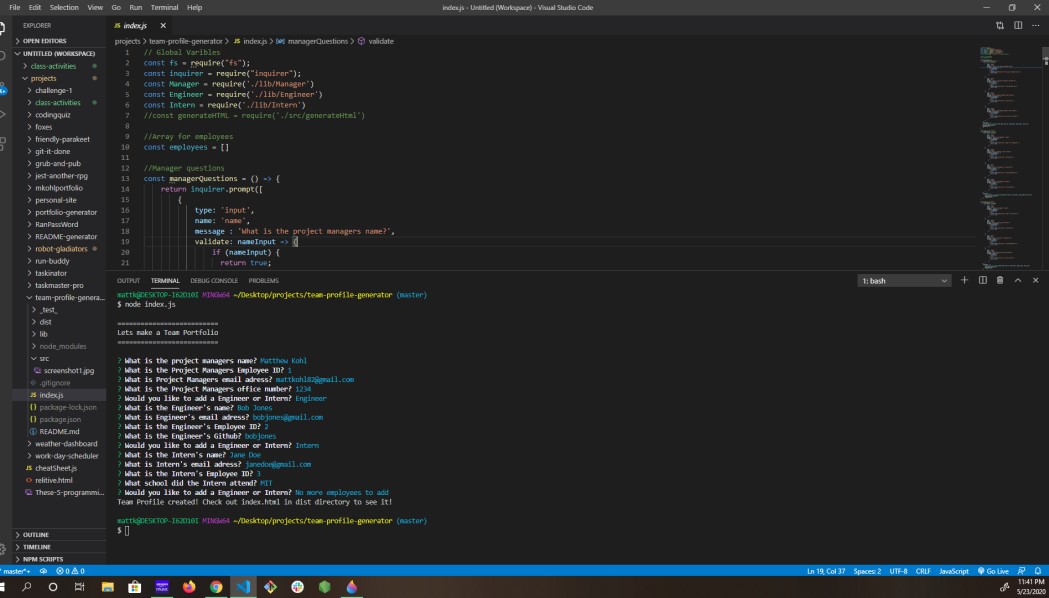 File Edit Selection View Go Run Terminal Help
index.js - Untitled (Workspace) - Visual Studio Code
EXPLORER
OPEN EDITORS
UNTITLED (WORKSPACE)
class-activities
projects
challenge-1
class-activities
codingquiz
foxes
friendly-parakeet
git-it-done
grub-and-pub
jest-another-rpg
mkohlportfolio
personal-site
portfolio-generator
RanPassWord
README-generator
robot-gladiators
run-buddy
taskinator
taskmaster-pro
team-profile-genera...
_test_
dist
lib
node_modules
src
screenshot1.jpg
.gitignore
JS index.js
{} package-lock.json
{} package.json
README.md
weather-dashboard
work-day-scheduler
JS cheatSheet.js
relitive.html
These-5-programmi...
OUTLINE
TIMELINE
NPM SCRIPTS
JS index.js
projects > team-profile-generator > JS index.js > managerQuestions > validate
1 // Global Varibles
2 const fs = require("fs");
3 const inquirer = require("inquirer");
4 const Manager = require('./lib/Manager')
5 const Engineer = require('./lib/Engineer')
6 const Intern = require('./lib/Intern')
7 //const generateHTML = require('./src/generateHtml')
8
9 //Array for employees
10 const employees = []
11
12 //Manager questions
13 const managerQuestions = () => {
14 return inquirer.prompt([
15 {
16 type: 'input',
17 name: 'name',
18 message : 'What is the project managers name?',
19 validate: nameInput => {
20 if (nameInput) {
21 return true;
OUTPUT TERMINAL DEBUG CONSOLE PROBLEMS
1: bash
mattk@DESKTOP-I62D10I MINGW64 ~/Desktop/projects/team-profile-generator (master)
$ node index.js
=========================
Lets make a Team Portfolio
=========================
? What is the project managers name? Matthew Kohl
? What is the Project Managers Employee ID? 1
? What is Project Managers email adress? mattkohl82@gmail.com
? What is the Project Managers office number? 1234
? Would you like to add a Engineer or Intern? Engineer
? What is the Engineer's name? Bob Jones
? What is Engineer's email adress? bobjones@gmail.com
? What is the Engineer's Employee ID? 2
? What is the Engineer's Github? bobjones
? Would you like to add a Engineer or Intern? Intern
? What is the Intern's name? Jane Doe
? What is Intern's email adress? janedoe@gmail.com
? What is the Intern's Employee ID? 3
? What school did the Intern attend? MIT
? Would you like to add a Engineer or Intern? No more employees to add
Team Profile created! Check out index.html in dist directory to see it!
mattk@DESKTOP-I62D10I MINGW64 ~/Desktop/projects/team-profile-generator (master)
$
master*+ 0 0
Ln 19, Col 37 Spaces: 2 UTF-8 CRLF JavaScript Go Live
11:41 PM
5/23/2020